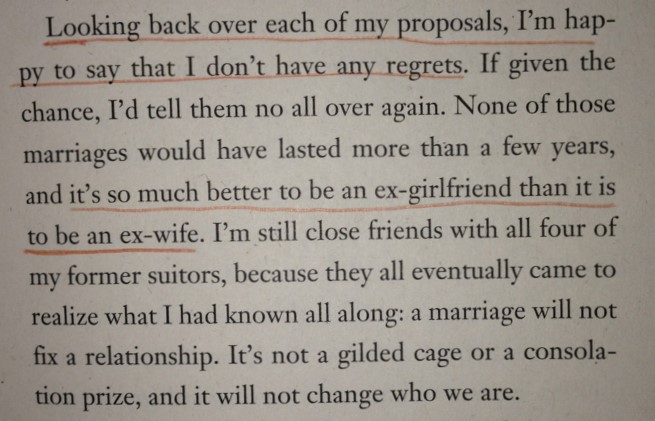 Looking back over each of my proposals, I'm hap-
py to say that I don't have any regrets. If given the
chance, I'd tell them no all over again. None of those
marriages would have lasted more than a few years,
and it's so much better to be an ex-girlfriend than it is
to be an ex-wife. I'm still close friends with all four of
my former suitors, because they all eventually came to
realize what I had known all along: a marriage will not
fix a relationship. It's not a gilded cage or a consola-
tion prize, and it will not change who we are.